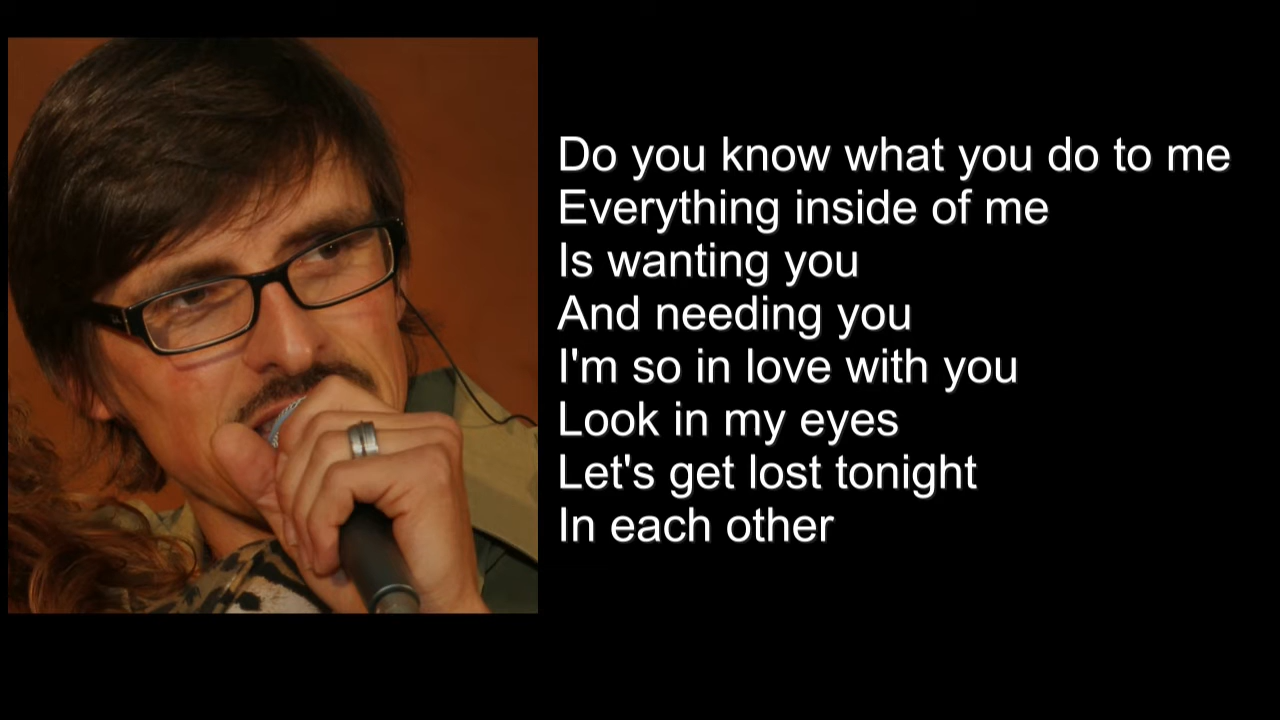 Do you know what you do to me
Everything inside of me
Is wanting you
And needing you
I'm so in love with you
Look in my eyes
Let's get lost tonight
In each other